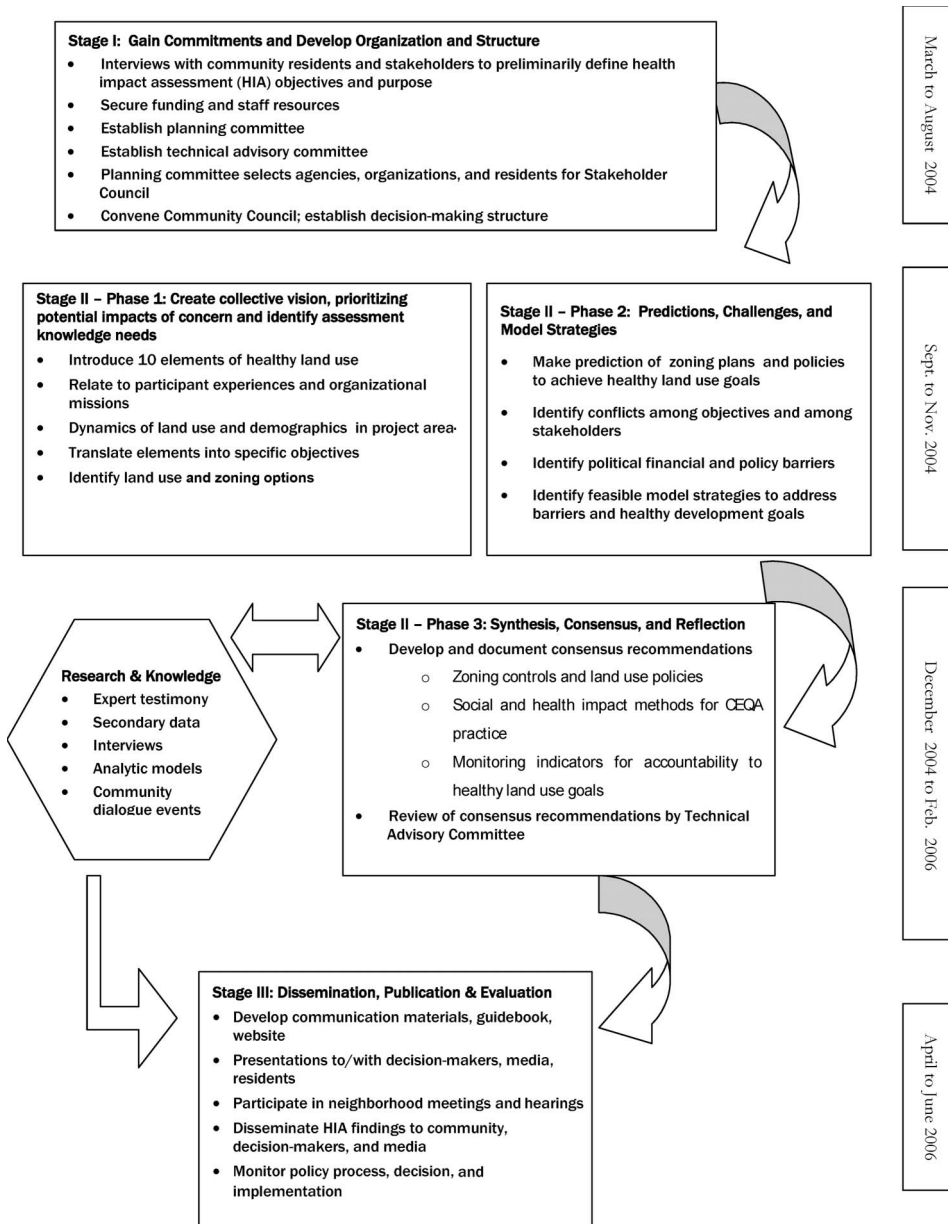 Stage I: Gain Commitments and Develop Organization and Structure
• Interviews with community residents and stakeholders to preliminarily define health
impact assessment (HIA) objectives and purpose
• Secure funding and staff resources
• Establish planning committee
• Establish technical advisory committee
• Planning committee selects agencies, organizations, and residents for Stakeholder
Council
• Convene Community Council; establish decision-making structure
March to August 2004
Stage II – Phase 1: Create collective vision, prioritizing
potential impacts of concern and identify assessment
knowledge needs
• Introduce 10 elements of healthy land use
• Relate to participant experiences and organizational
missions
• Dynamics of land use and demographics in project area.
• Translate elements into specific objectives
• Identify land use and zoning options
Stage II – Phase 2: Predictions, Challenges, and
Model Strategies
• Make prediction of zoning plans and policies
to achieve healthy land use goals
• Identify conflicts among objectives and among
stakeholders
• Identify political financial and policy barriers
• Identify feasible model strategies to address
barriers and healthy development goals
Sept. to Nov. 2004
Research & Knowledge
• Expert testimony
• Secondary data
• Interviews
• Analytic models
• Community
dialogue events
Stage II – Phase 3: Synthesis, Consensus, and Reflection
• Develop and document consensus recommendations
o Zoning controls and land use policies
o Social and health impact methods for CEQA
practice
o Monitoring indicators for accountability to
healthy land use goals
• Review of consensus recommendations by Technical
Advisory Committee
December 2004 to Feb. 2006
Stage III: Dissemination, Publication & Evaluation
• Develop communication materials, guidebook,
website
• Presentations to/with decision-makers, media,
residents
• Participate in neighborhood meetings and hearings
• Disseminate HIA findings to community,
decision-makers, and media
• Monitor policy process, decision, and
implementation
April to June 2006